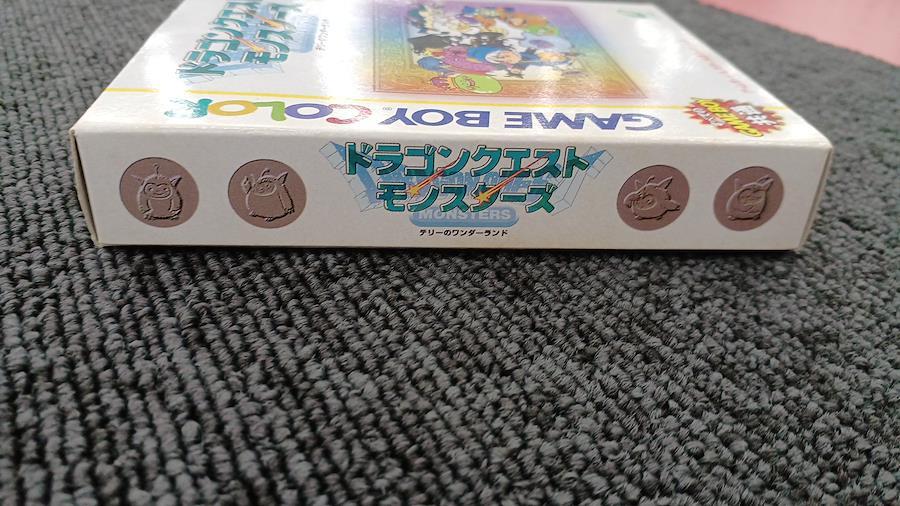 ドラゴンクエスト
モンスターズ
GAME BOY COLOR
GAME BOY
ドラゴンクエスト
モンスターズ
MONSTERS
テリーのワンダーランド